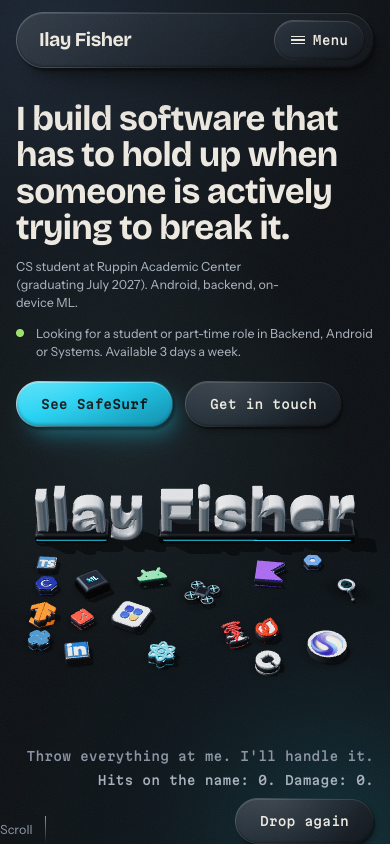 Ilay Fisher
Menu
I build software that
has to hold up when
someone is actively
trying to break it.
CS student at Ruppin Academic Center
(graduating July 2027). Android, backend, on-
device ML.
Looking for a student or part-time role in Backend, Android
or Systems. Available 3 days a week.
See SafeSurf
Get in touch
Ilay Fisher
TS
C
ML
in
S
Throw everything at me. I'll handle it.
Hits on the name: 0. Damage: 0.
Drop again
Scroll